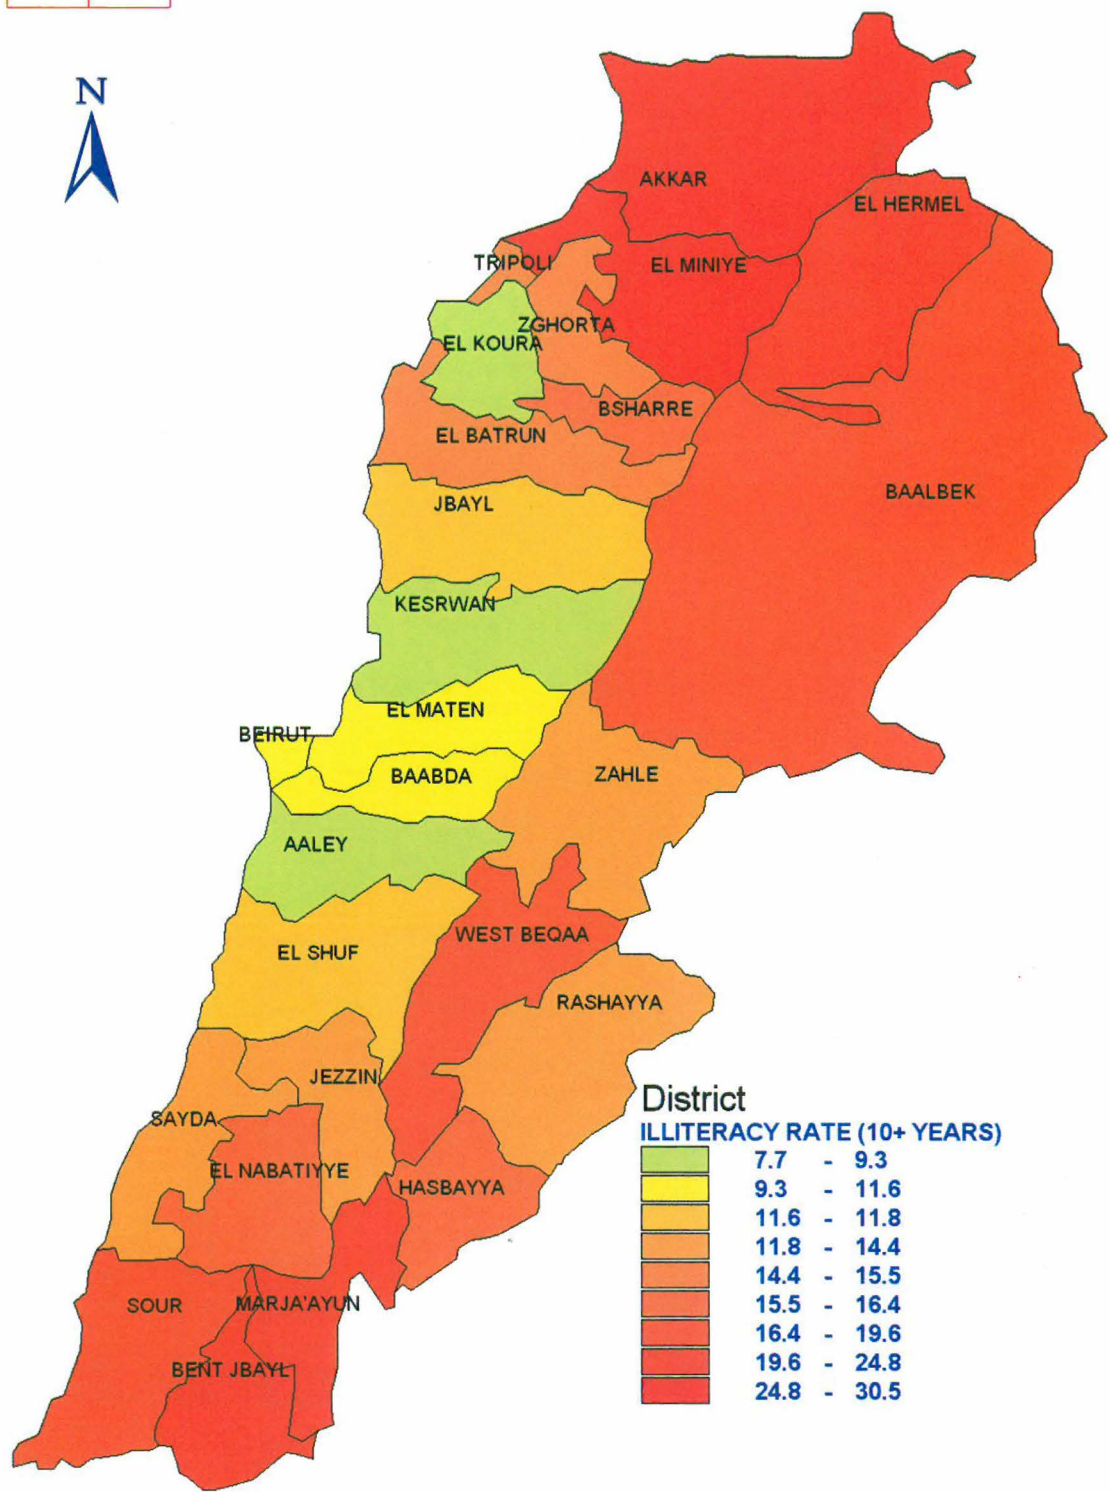 N
AKKAR
EL HERMEL
TRIPOLI
EL MINIYE
ZGHORTA
EL KOURA
BSHARRE
EL BATRUN
BAALBEK
JBAYL
KESRWAN
EL MATEN
BEIRUT
BAABDA
ZAHLE
AALEY
WEST BEQAA
EL SHUF
RASHAYYA
JEZZIN
SAYDA
EL NABATIYYE
HASBAYYA
SOUR
MARJA'AYUN
BENT JBAYL
District
ILLITERACY RATE (10+ YEARS)
7.7 - 9.3
9.3 - 11.6
11.6 - 11.8
11.8 - 14.4
14.4 - 15.5
15.5 - 16.4
16.4 - 19.6
19.6 - 24.8
24.8 - 30.5